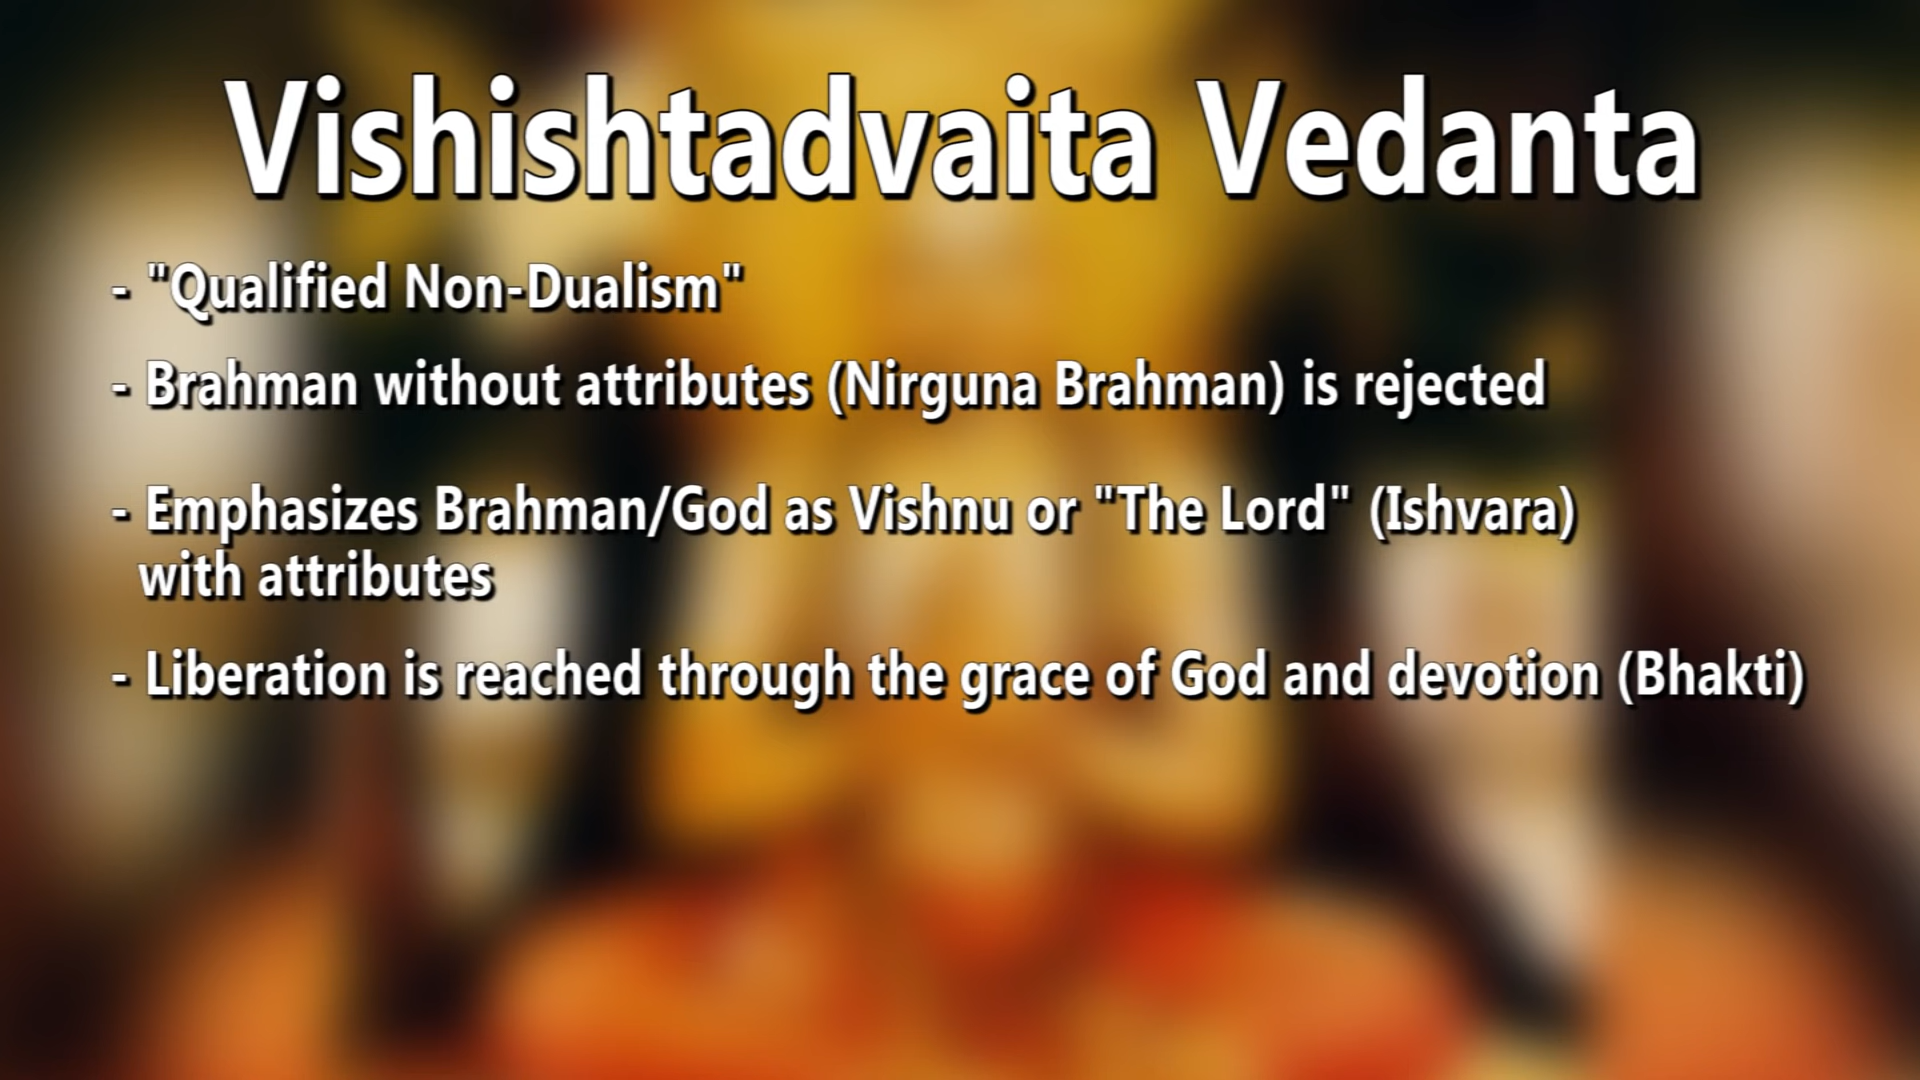 Vishishtadvaita Vedanta
- "Qualified Non-Dualism"
- Brahman without attributes (Nirguna Brahman) is rejected
- Emphasizes Brahman/God as Vishnu or "The Lord" (Ishvara)
with attributes
- Liberation is reached through the grace of God and devotion (Bhakti)